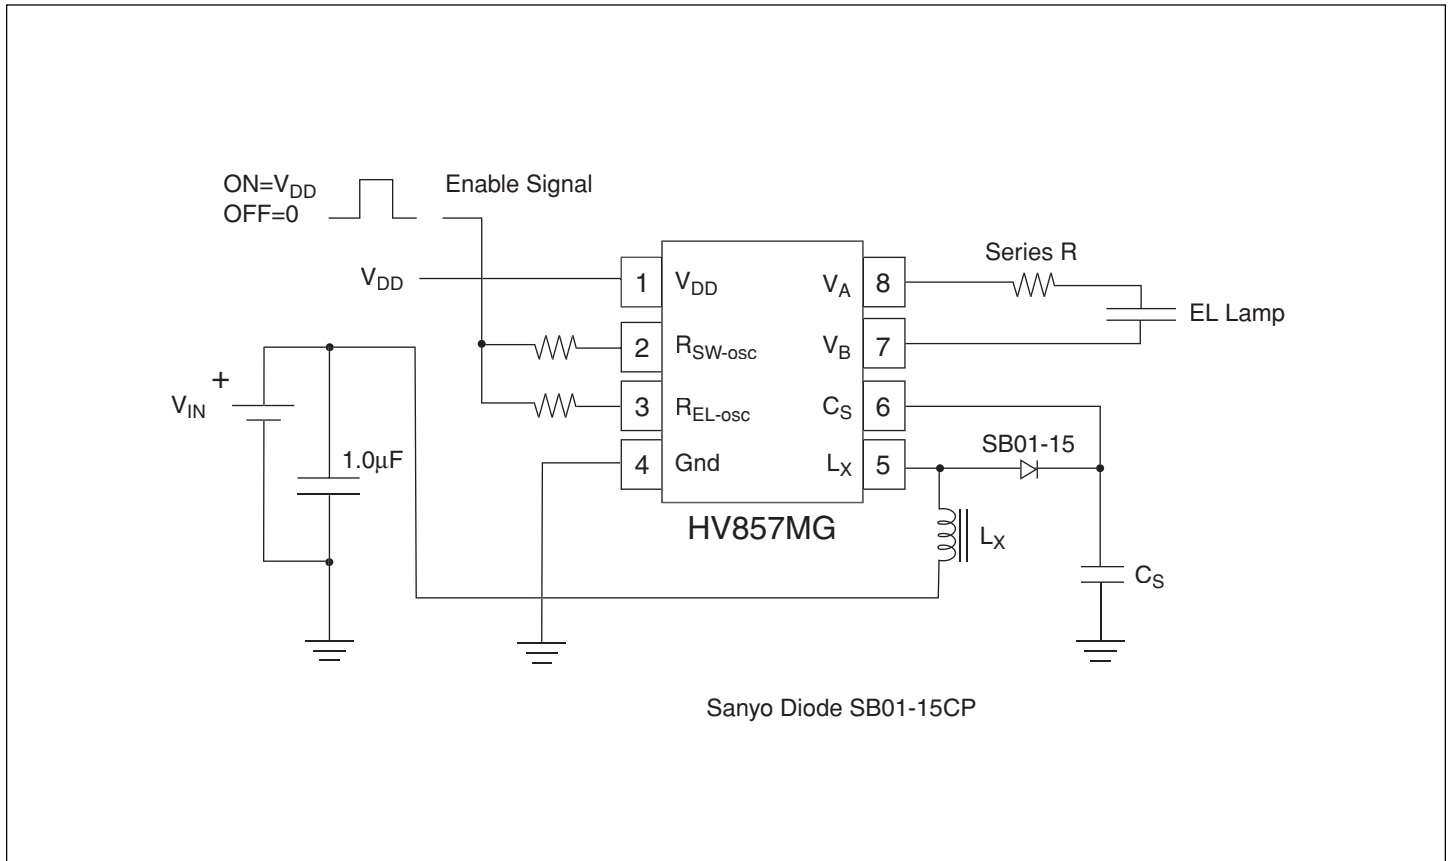 ON=VDD
OFF=0
Enable Signal
VDD
1
VDD
2
RSW-osc
3
REL-osc
4
Gnd
VA
8
VB
7
CS
6
LX
5
HV857MG
Series R
EL Lamp
SB01-15
LX
CS
+
VIN
1.0μF
Sanyo Diode SB01-15CP